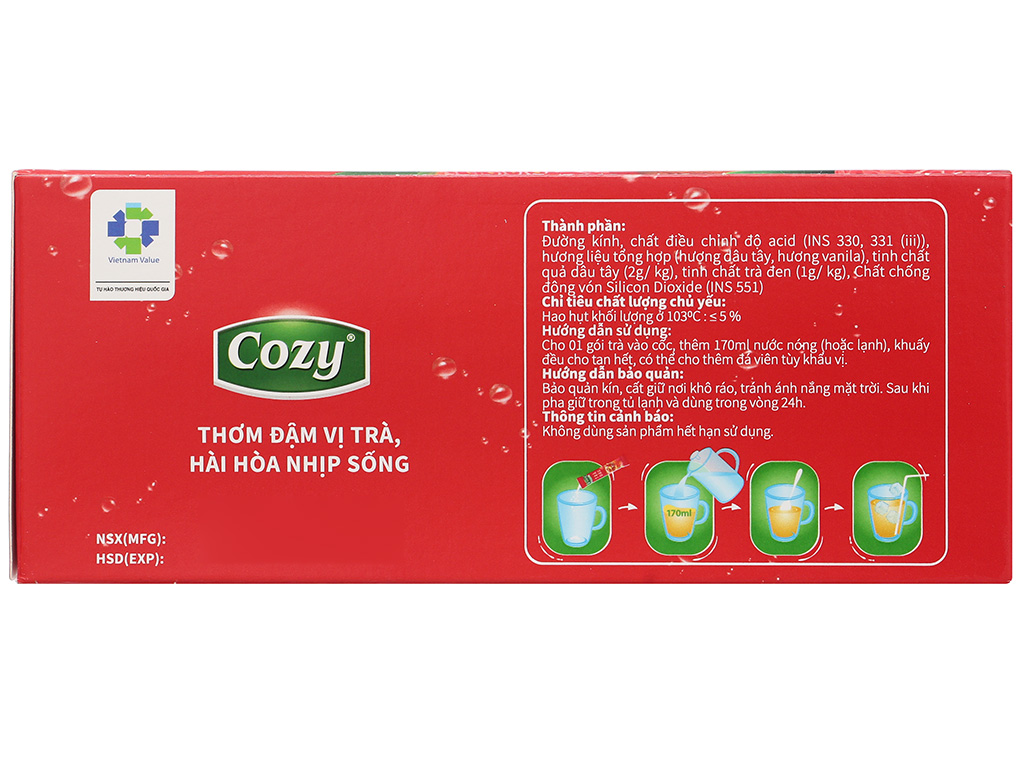 Vietnam Value
TỰ HÀO THƯƠNG HIỆU QUỐC GIA
Cozy®
THƠM ĐẬM VỊ TRÀ,
HÀI HÒA NHỊP SỐNG
NSX(MFG):
HSD(EXP):
Thành phần:
Đường kính, chất điều chỉnh độ acid (INS 330, 331 (iii)),
hương liệu tổng hợp (hương dâu tây, hương vanila), tinh chất
quả dâu tây (2g/ kg), tinh chất trà đen (1g/ kg), Chất chống
đông vón Silicon Dioxide (INS 551)
Chỉ tiêu chất lượng chủ yếu:
Hao hụt khối lượng ở 103ºC : ≤ 5 %
Hướng dẫn sử dụng:
Cho 01 gói trà vào cốc, thêm 170ml nước nóng (hoặc lạnh), khuấy
đều cho tan hết, có thể cho thêm đá viên tùy khẩu vị.
Hướng dẫn bảo quản:
Bảo quản kín, cất giữ nơi khô ráo, tránh ánh nắng mặt trời. Sau khi
pha giữ trong tủ lạnh và dùng trong vòng 24h.
Thông tin cảnh báo:
Không dùng sản phẩm hết hạn sử dụng.
170ml